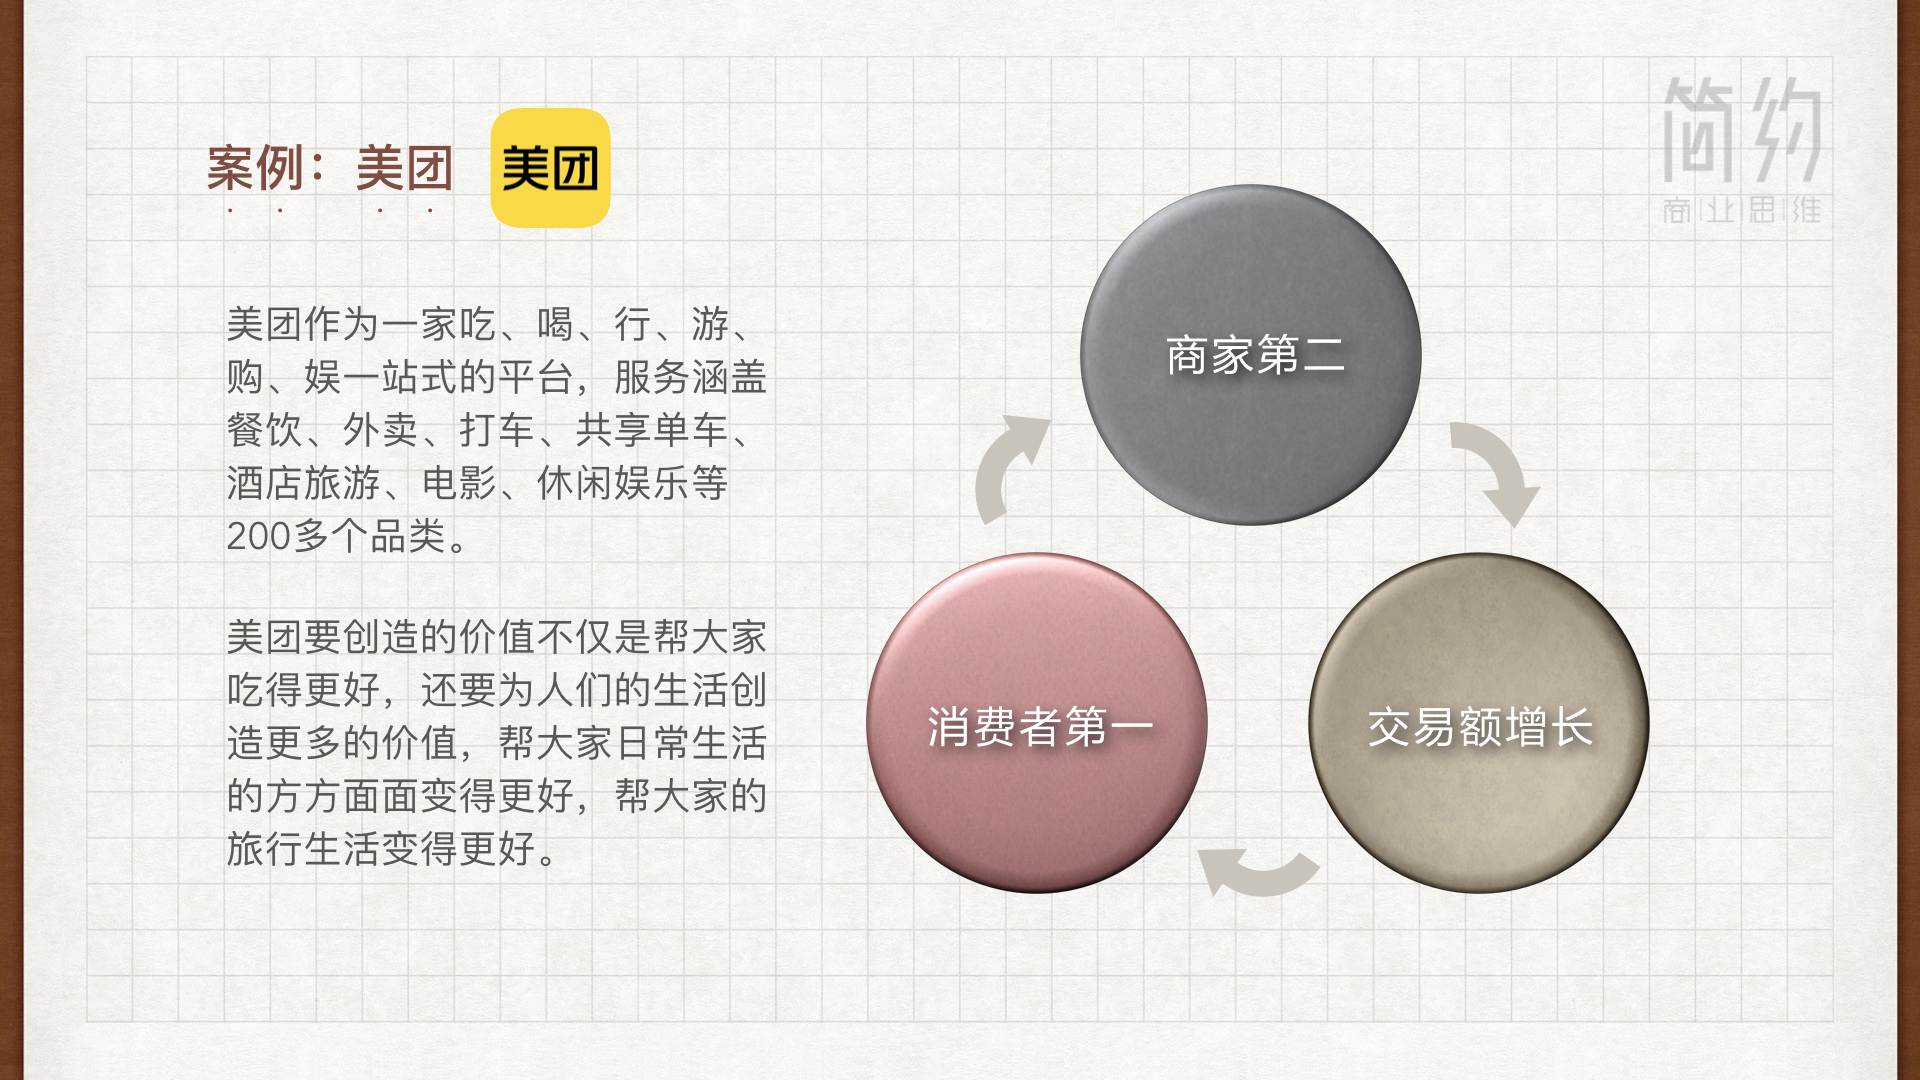 简约
商业思维
案例：美团
美团
美团作为一家吃、喝、行、游、
购、娱一站式的平台，服务涵盖
餐饮、外卖、打车、共享单车、
酒店旅游、电影、休闲娱乐等
200多个品类。
美团要创造的价值不仅是帮大家
吃得更好，还要为人们的生活创
造更多的价值，帮大家日常生活
的方方面面变得更好，帮大家的
旅行生活变得更好。
商家第二
消费者第一
交易额增长